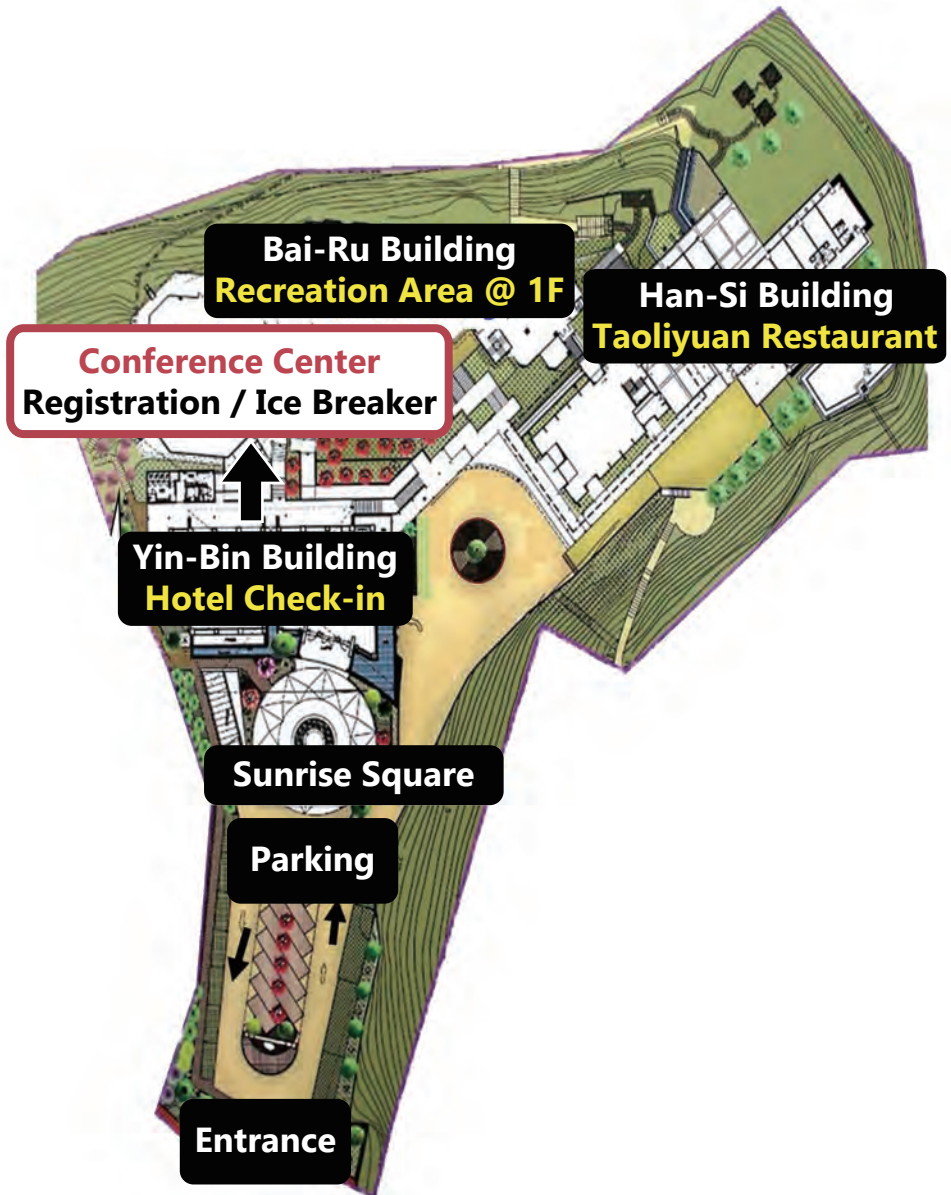 Bai-Ru Building
Recreation Area @ 1F
Han-Si Building
Taoliyuan Restaurant
Conference Center
Registration / Ice Breaker
Yin-Bin Building
Hotel Check-in
Sunrise Square
Parking
Entrance